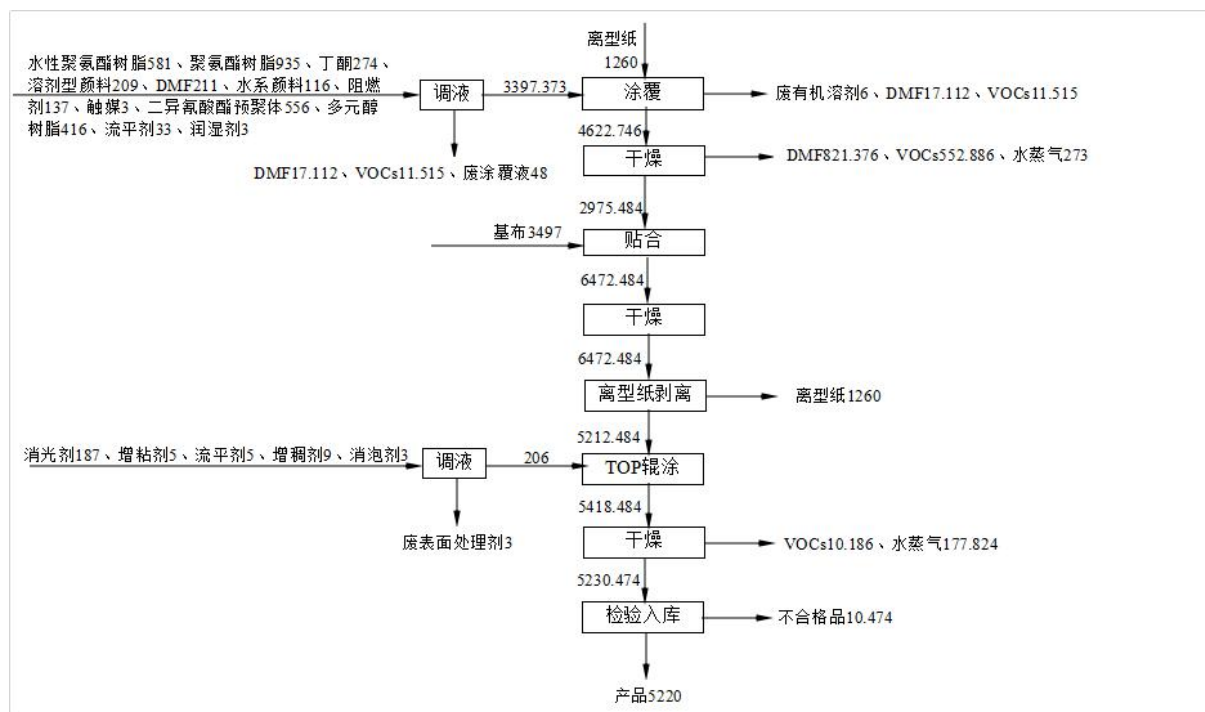 离型纸
1260
水性聚氨酯树脂581、聚氨酯树脂935、丁酮274、
溶剂型颜料209、DMF211、水系颜料116、阻燃
剂137、触媒3、二异氰酸酯预聚体556、多元醇
树脂416、流平剂33、润湿剂3
调液
3397.373
涂覆
废有机溶剂6、DMF17.112、VOCs11.515
4622.746
DMF17.112、VOCs11.515、废涂覆液48
干燥
DMF821.376、VOCs552.886、水蒸气273
2975.484
基布3497
贴合
6472.484
干燥
6472.484
离型纸剥离
离型纸1260
5212.484
消光剂187、增粘剂5、流平剂5、增稠剂9、消泡剂3
调液
206
TOP辊涂
5418.484
废表面处理剂3
干燥
VOCs10.186、水蒸气177.824
5230.474
检验入库
不合格品10.474
产品5220